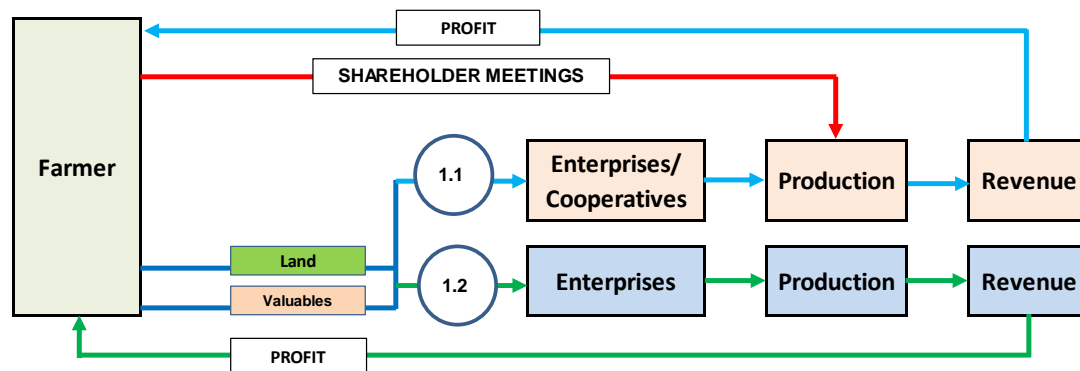 PROFIT
SHAREHOLDER MEETINGS
Farmer
1.1
Enterprises/
Cooperatives
Production
Revenue
Land
Valuables
1.2
Enterprises
Production
Revenue
PROFIT